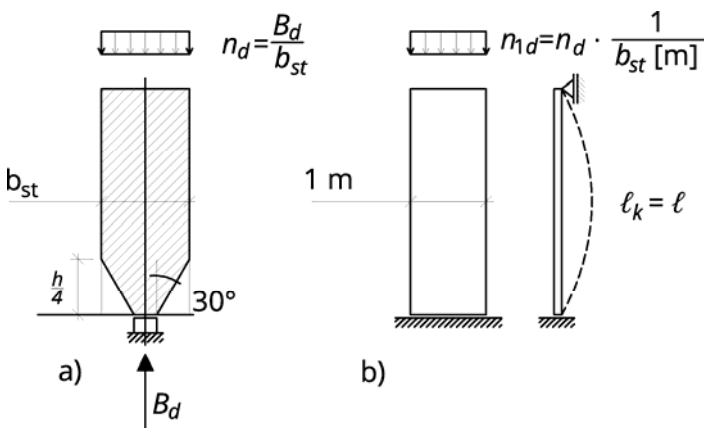 n_d = B_d / b_st
n_1d = n_d · 1 / b_st [m]
b_st
1 m
ℓ_k = ℓ
h/4
30°
a)
b)
B_d